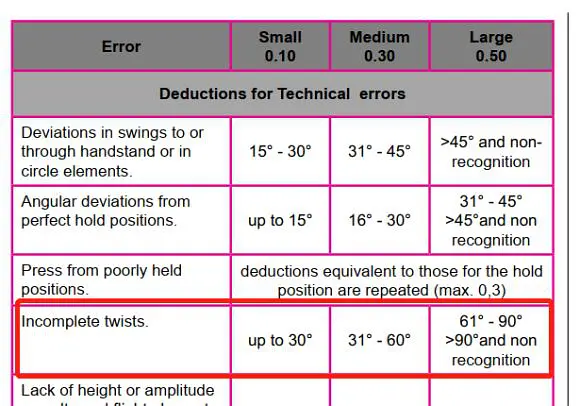 Error
Small
0.10
Medium
0.30
Large
0.50
Deductions for Technical errors
Deviations in swings to or
through handstand or in
circle elements.
15° - 30°
31° - 45°
>45° and non-
recognition
Angular deviations from
perfect hold positions.
up to 15°
16° - 30°
31° - 45°
>45°and non
recognition
Press from poorly held
positions.
deductions equivalent to those for the hold
position are repeated (max. 0,3)
Incomplete twists.
up to 30°
31° - 60°
61° - 90°
>90°and non
recognition
Lack of height or amplitude